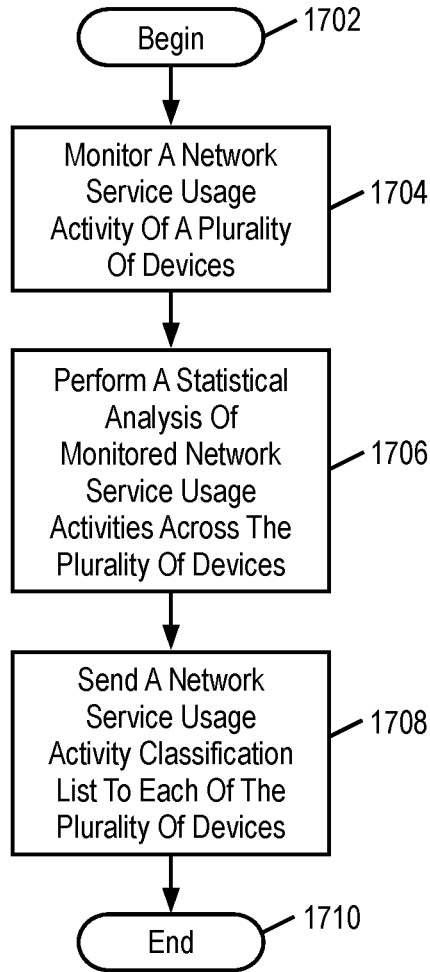 Begin
1702
Monitor A Network
Service Usage
Activity Of A Plurality
Of Devices
1704
Perform A Statistical
Analysis Of
Monitored Network
Service Usage
Activities Across The
Plurality Of Devices
1706
Send A Network
Service Usage
Activity Classification
List To Each Of The
Plurality Of Devices
1708
End
1710